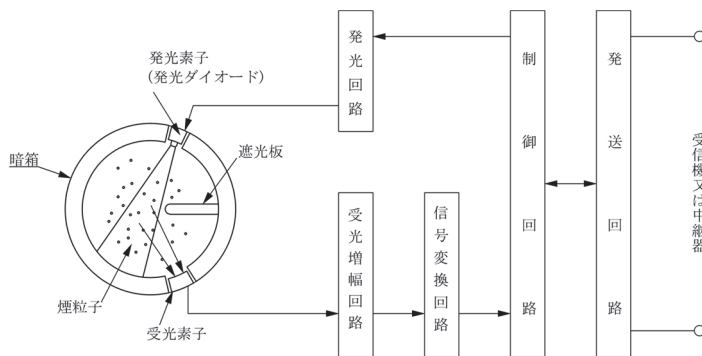 発光素子
（発光ダイオード）
暗箱
遮光板
煙粒子
受光素子
発光回路
受光増幅回路
信号変換回路
制御回路
発送回路
受信機又は中継器